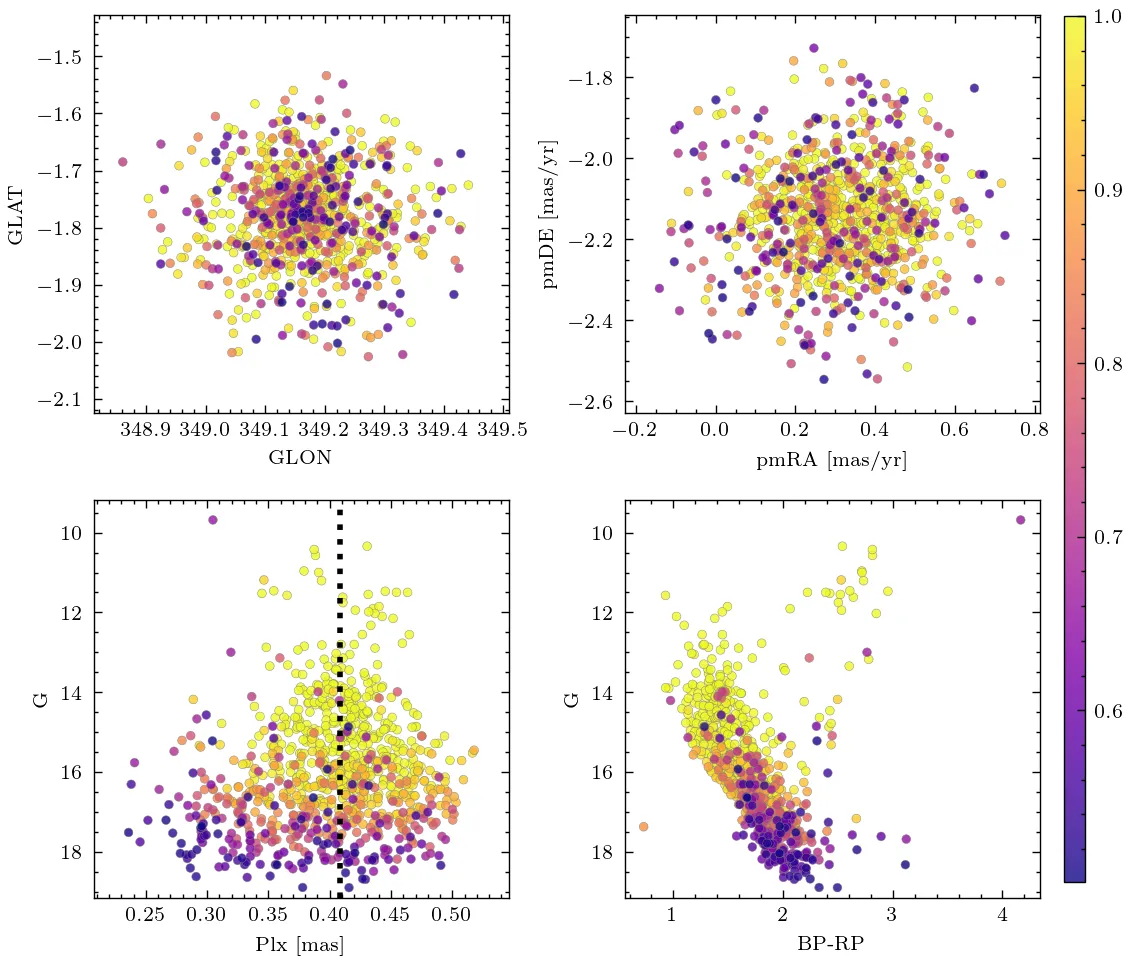 −1.5
−1.6
−1.7
−1.8
−1.9
−2.0
−2.1
GLAT
348.9 349.0 349.1 349.2 349.3 349.4 349.5
GLON
−1.8
−2.0
−2.2
−2.4
−2.6
pmDE [mas/yr]
−0.2 0.0 0.2 0.4 0.6 0.8
pmRA [mas/yr]
10
12
14
16
18
G
0.25 0.30 0.35 0.40 0.45 0.50
Plx [mas]
10
12
14
16
18
G
1 2 3 4
BP-RP
1.0
0.9
0.8
0.7
0.6